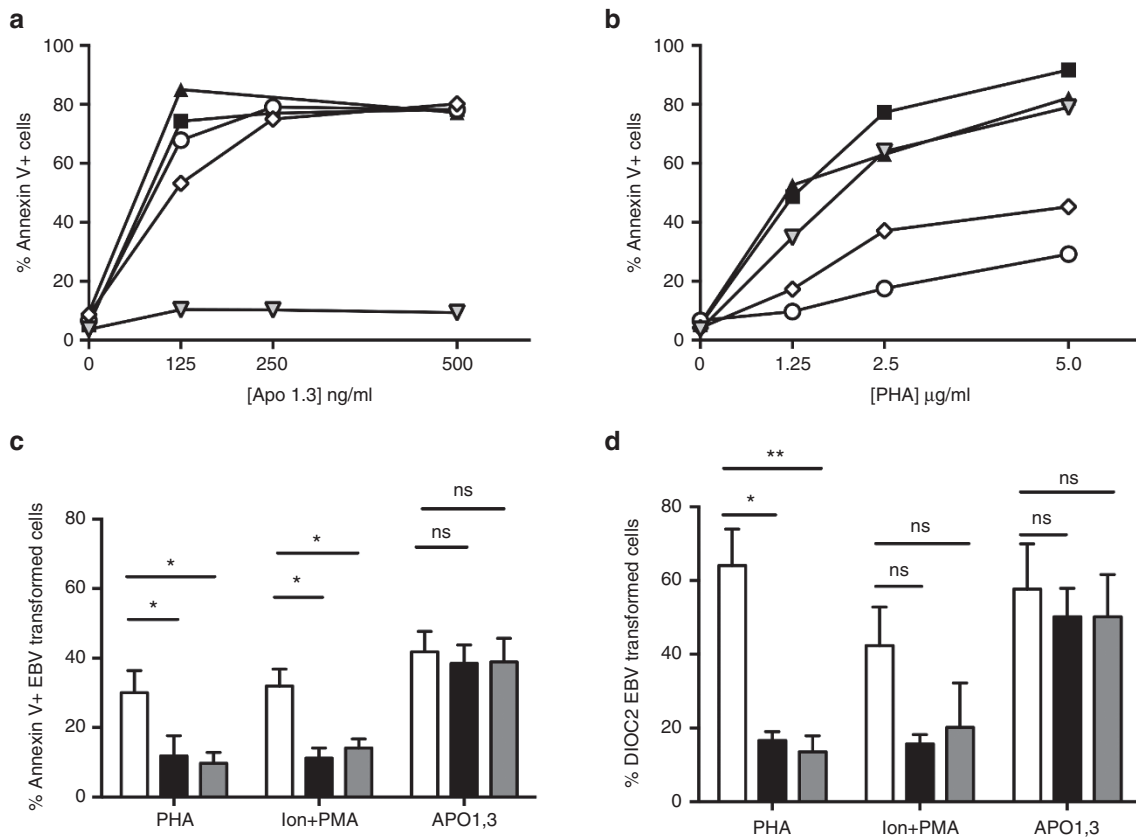 a
100
80
60
40
20
0
% Annexin V+ cells
0 125 250 500
[Apo 1.3] ng/ml
b
100
80
60
40
20
0
% Annexin V+ cells
0 1.25 2.5 5.0
[PHA] μg/ml
c
80
60
40
20
0
% Annexin V+ EBV transformed cells
*
*
*
*
ns
ns
PHA Ion+PMA APO1,3
d
80
60
40
20
0
% DIOC2 EBV transformed cells
**
*
ns
ns
ns
ns
PHA Ion+PMA APO1,3